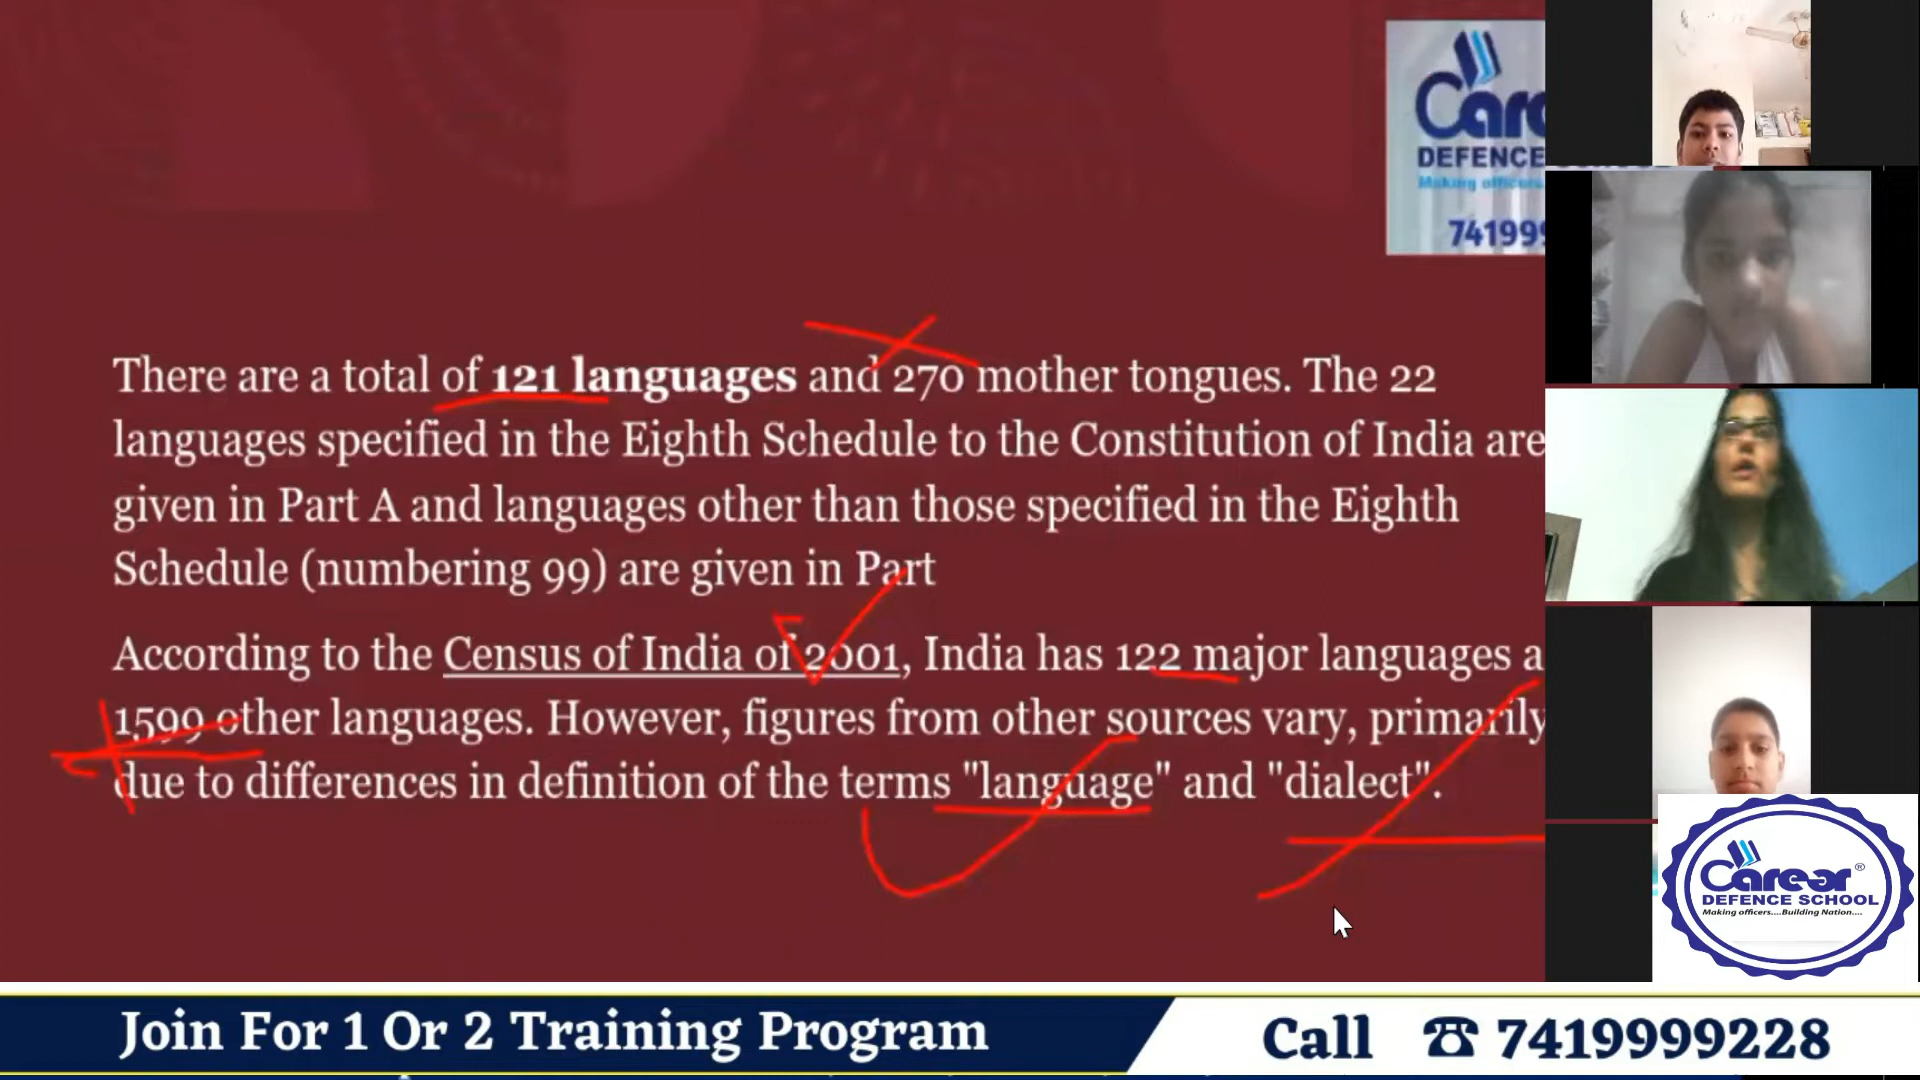 Care
DEFENCE
Making officers
74199
There are a total of 121 languages and 270 mother tongues. The 22
languages specified in the Eighth Schedule to the Constitution of India are
given in Part A and languages other than those specified in the Eighth
Schedule (numbering 99) are given in Part
According to the Census of India of 2001, India has 122 major languages a
1599 other languages. However, figures from other sources vary, primarily
due to differences in definition of the terms "language" and "dialect".
Carear®
DEFENCE SCHOOL
Making officers....Building Nation....
Join For 1 Or 2 Training Program
Call ☎ 7419999228